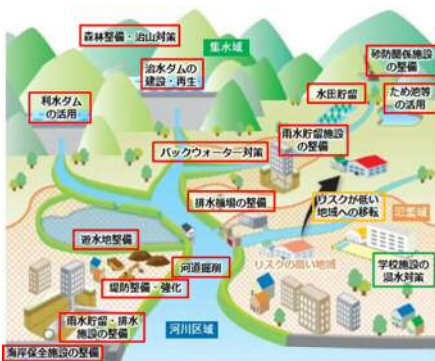 森林整備・治山対策
集水域
砂防関係施設
の整備
治水ダムの
建設・再生
水田貯留
ため池等
の活用
利水ダム
の活用
雨水貯留施設
の整備
バックウォーター対策
排水機場の整備
リスクが低い
地域への移転
氾濫域
遊水地整備
河道掘削
リスクの高い地域
学校施設の
浸水対策
堤防整備・強化
雨水貯留・排水
施設の整備
河川区域
海岸保全施設の整備